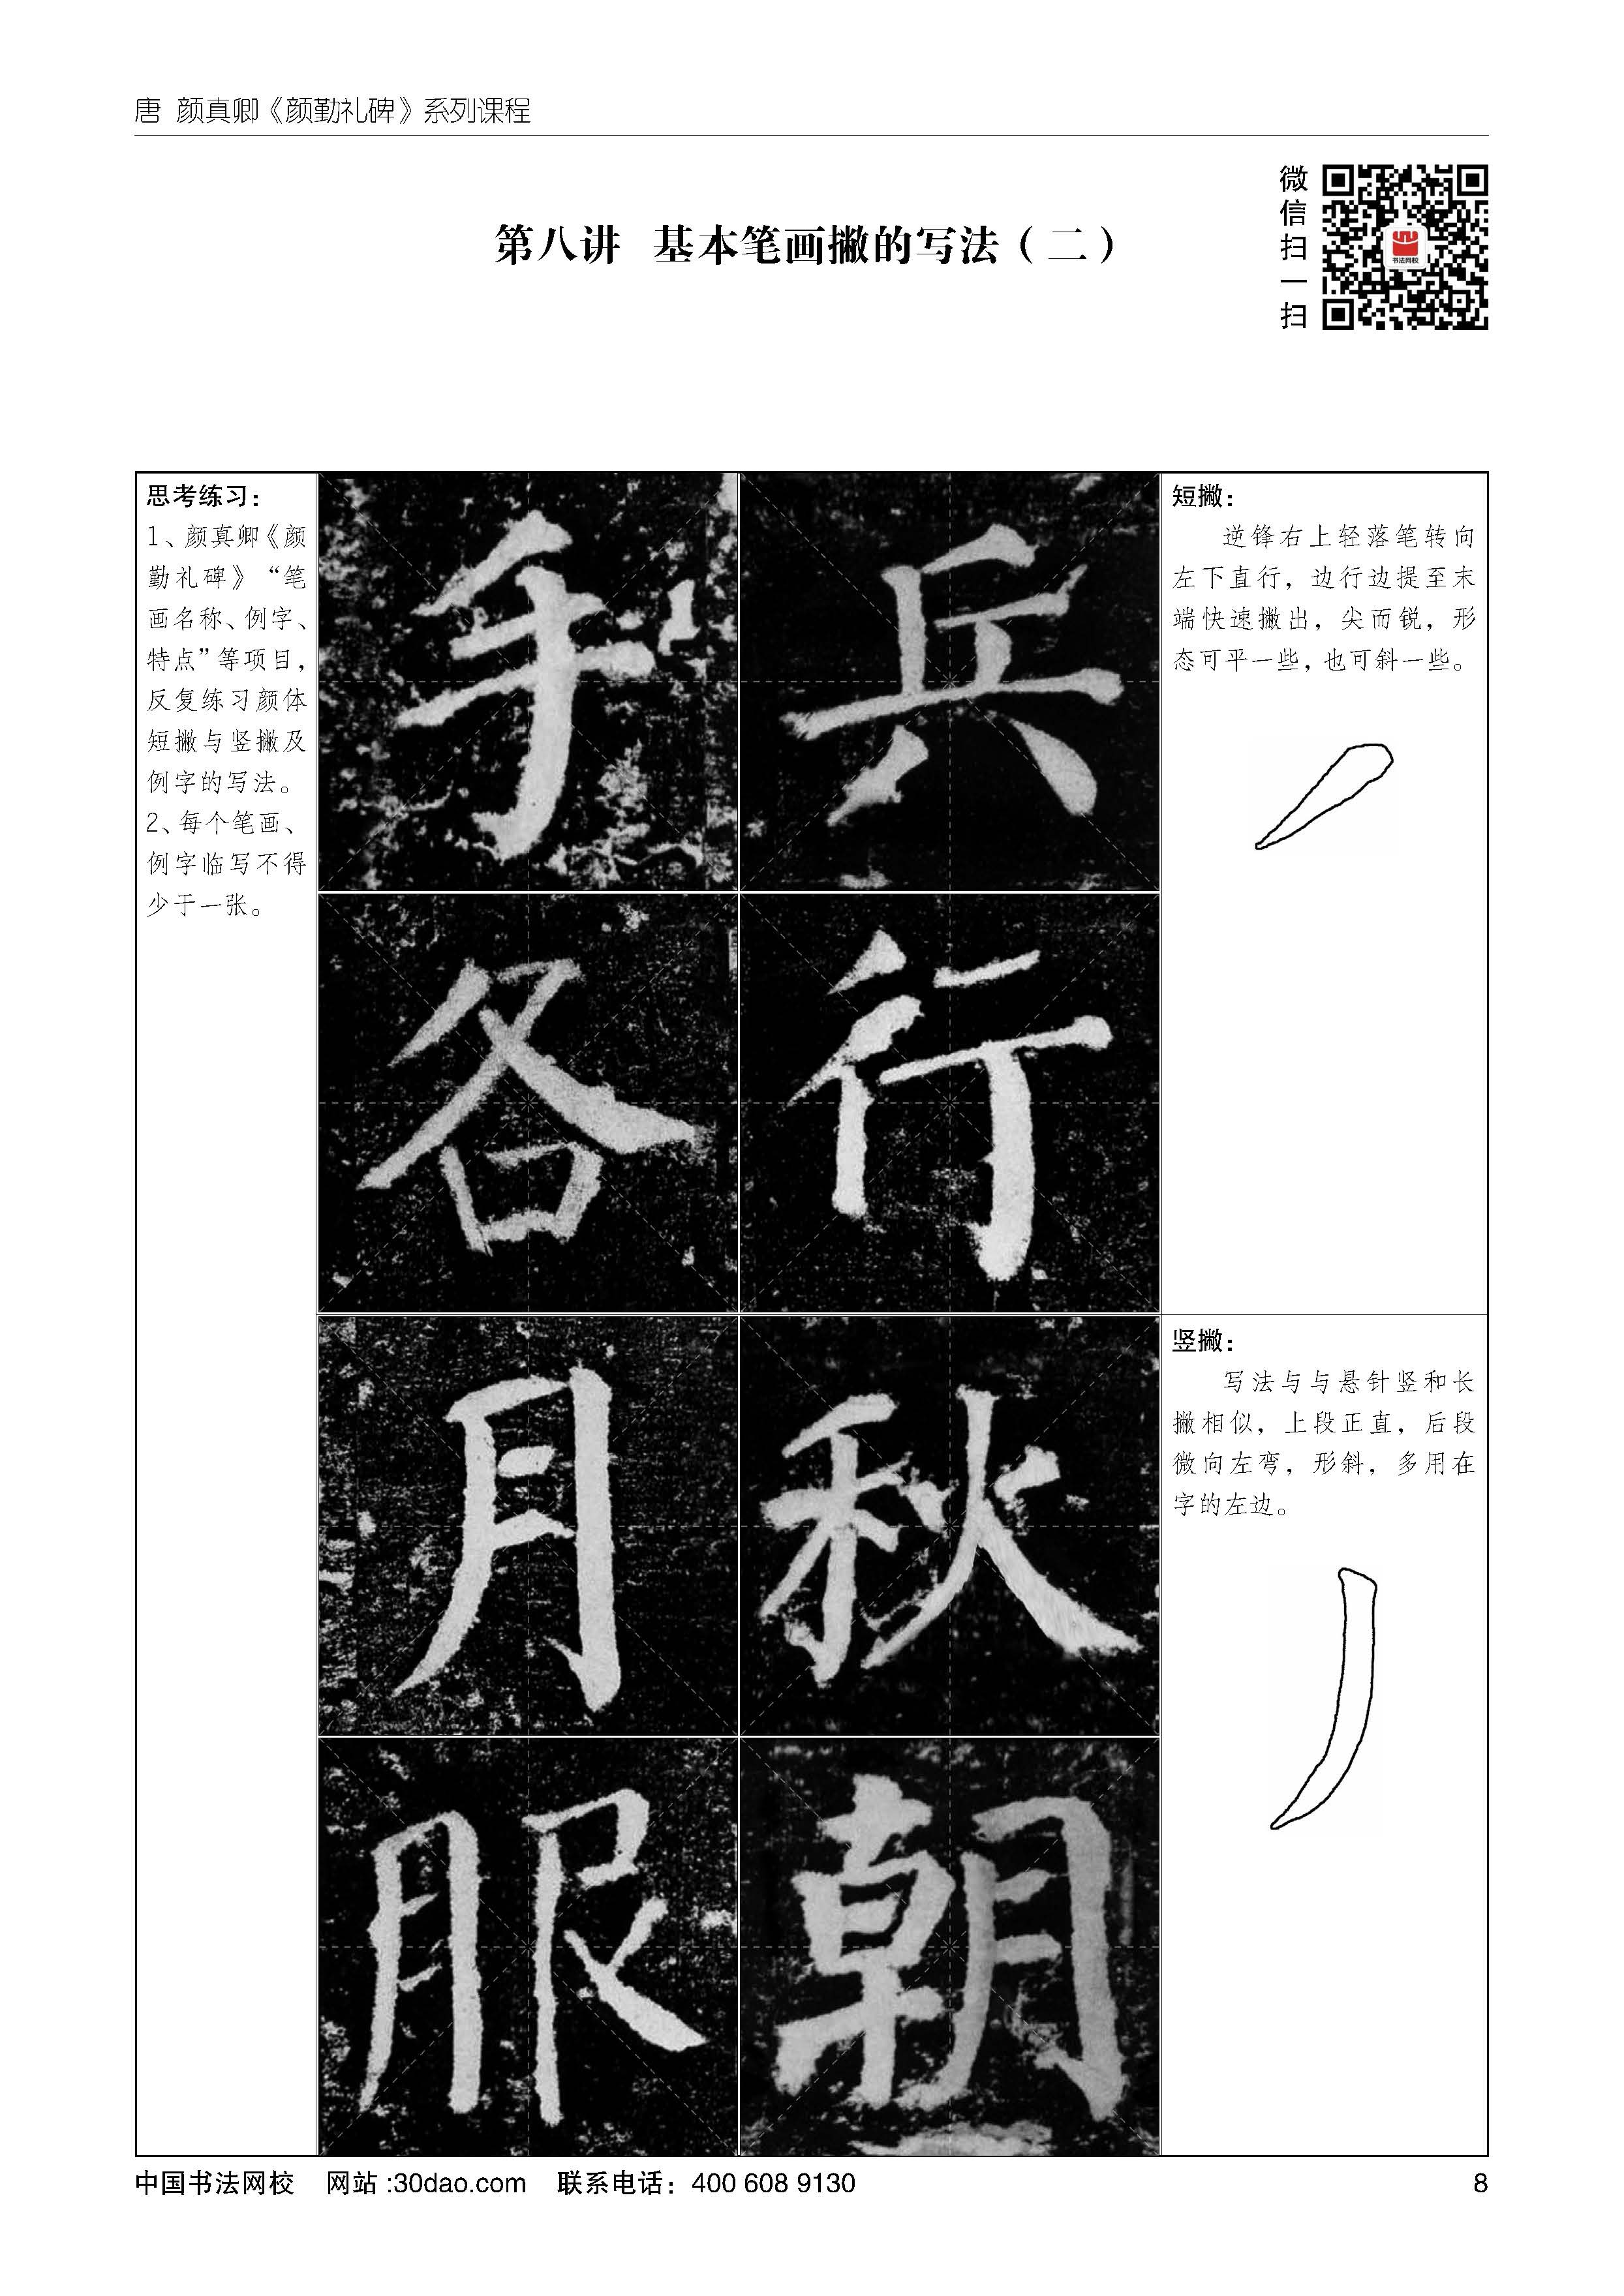 唐 颜真卿《颜勤礼碑》系列课程
微信扫一扫
书法网校
第八讲 基本笔画撇的写法（二）
思考练习：
1、颜真卿《颜
勤礼碑》“笔
画名称、例字、
特点”等项目，
反复练习颜体
短撇与竖撇及
例字的写法。
2、每个笔画、
例字临写不得
少于一张。
手 兵
各 行
月 秋
服 朝
短撇：
逆锋右上轻落笔转向
左下直行，边行边提至末
端快速撇出，尖而锐，形
态可平一些，也可斜一些。
竖撇：
写法与与悬针竖和长
撇相似，上段正直，后段
微向左弯，形斜，多用在
字的左边。
中国书法网校 网站:30dao.com 联系电话：400 608 9130
8